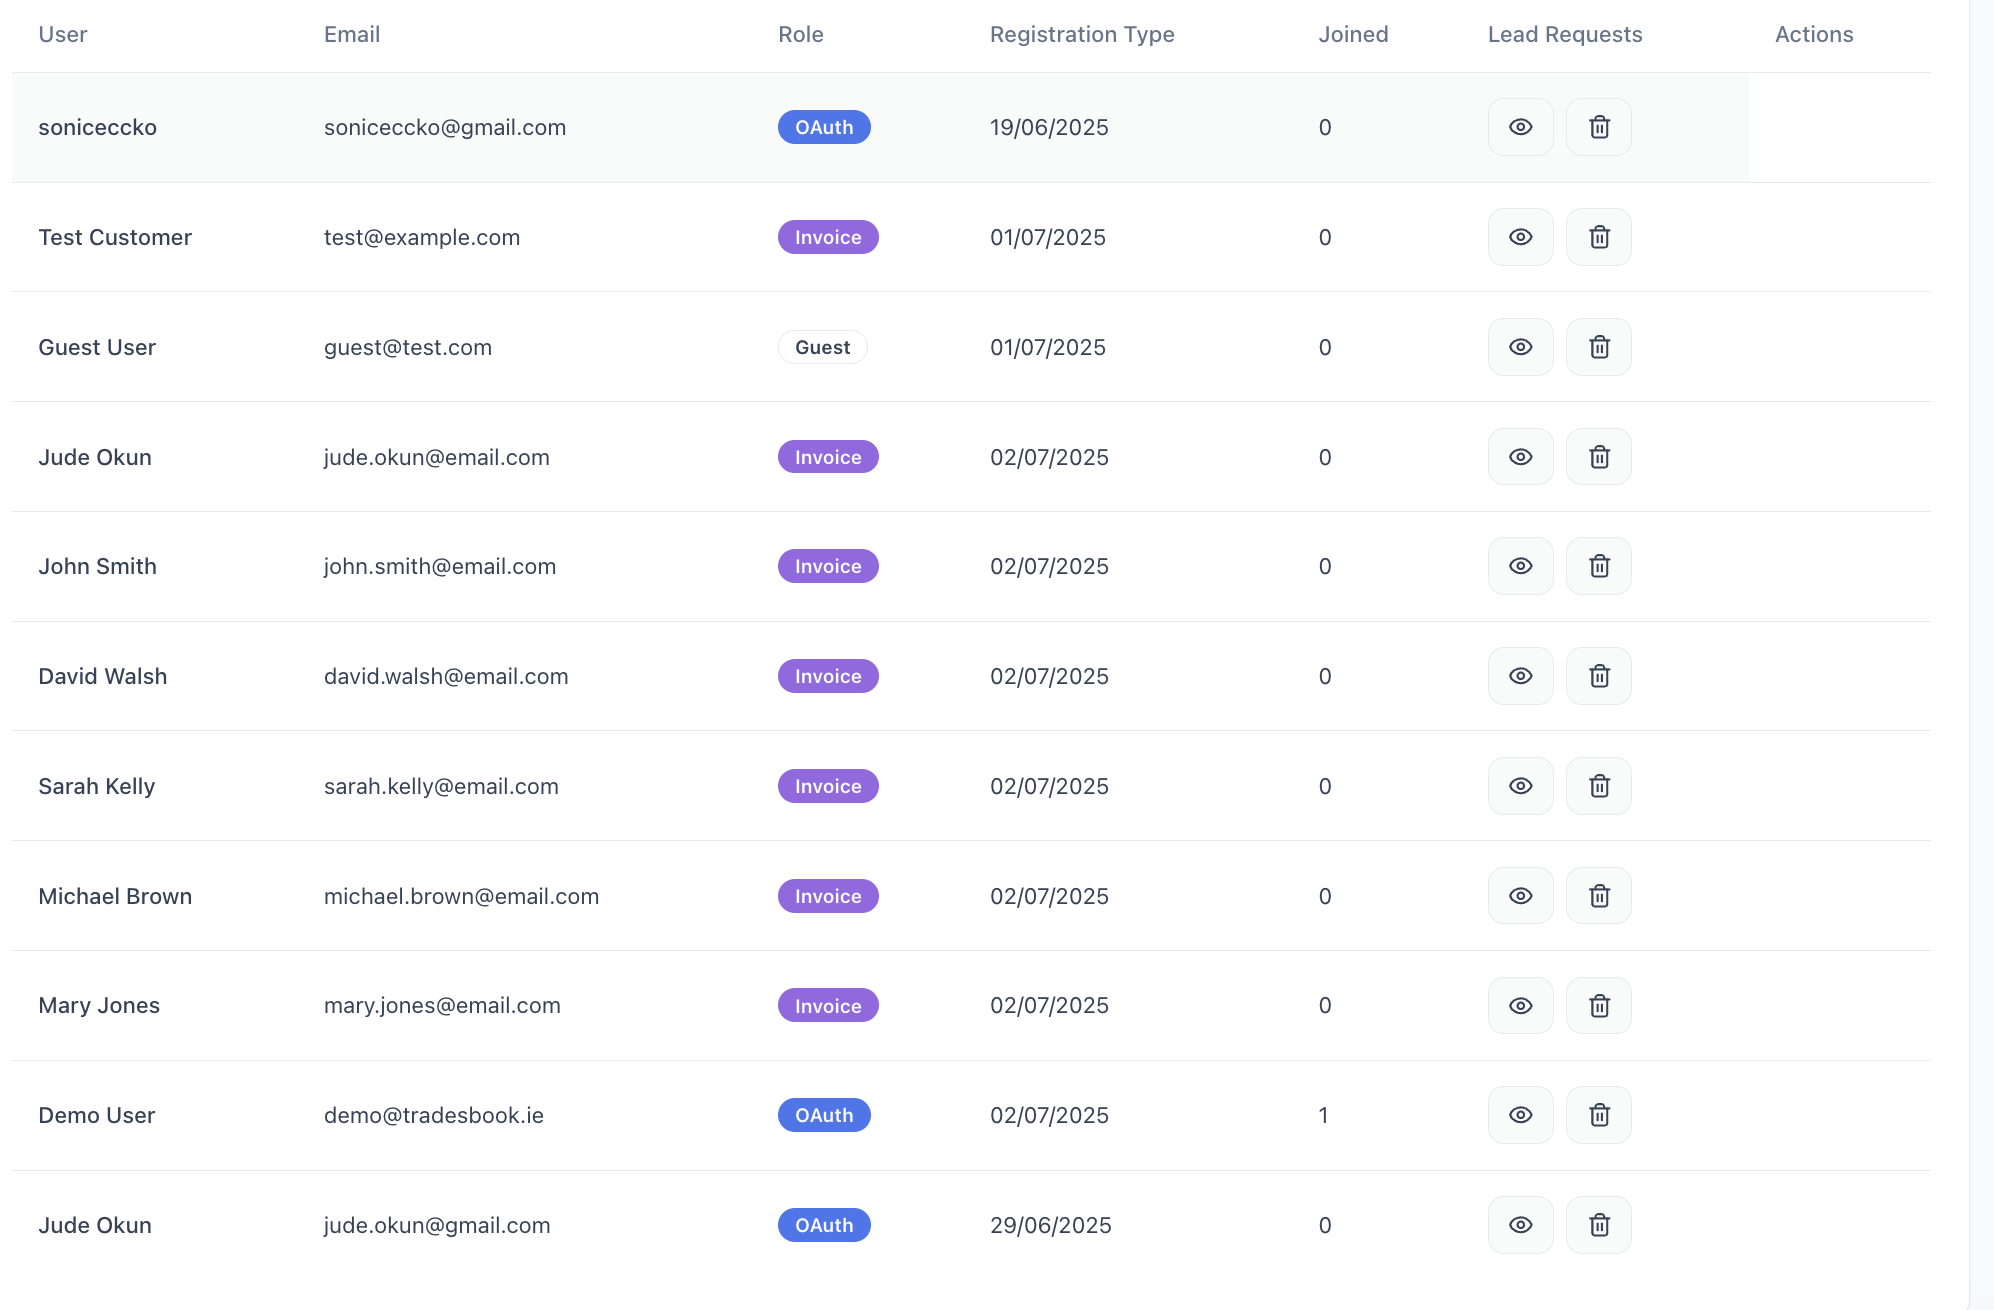 User Email Role Registration Type Joined Lead Requests Actions
soniceccko soniceccko@gmail.com OAuth 19/06/2025 0
Test Customer test@example.com Invoice 01/07/2025 0
Guest User guest@test.com Guest 01/07/2025 0
Jude Okun jude.okun@email.com Invoice 02/07/2025 0
John Smith john.smith@email.com Invoice 02/07/2025 0
David Walsh david.walsh@email.com Invoice 02/07/2025 0
Sarah Kelly sarah.kelly@email.com Invoice 02/07/2025 0
Michael Brown michael.brown@email.com Invoice 02/07/2025 0
Mary Jones mary.jones@email.com Invoice 02/07/2025 0
Demo User demo@tradesbook.ie OAuth 02/07/2025 1
Jude Okun jude.okun@gmail.com OAuth 29/06/2025 0